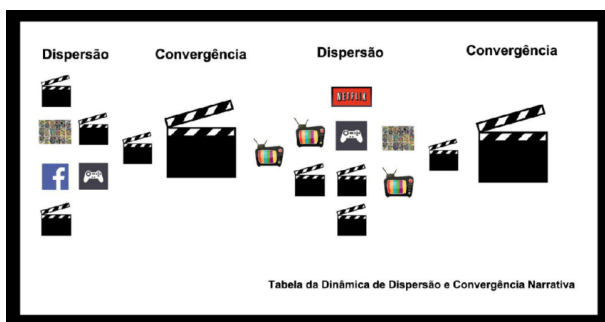 Dispersão
Convergência
Dispersão
Convergência
NETFLIX
Tabela da Dinâmica de Dispersão e Convergência Narrativa